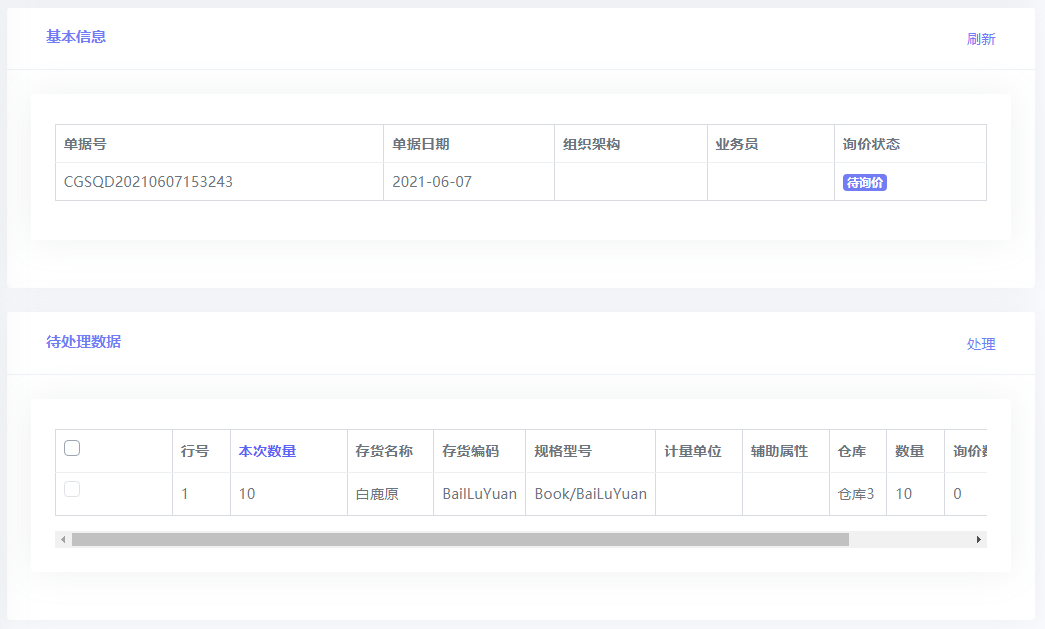 基本信息
刷新
单据号 单据日期 组织架构 业务员 询价状态
CGSQD20210607153243 2021-06-07 待询价
待处理数据
处理
行号 本次数量 存货名称 存货编码 规格型号 计量单位 辅助属性 仓库 数量 询价
1 10 白鹿原 BailLuYuan Book/BaiLuYuan 仓库3 10 0